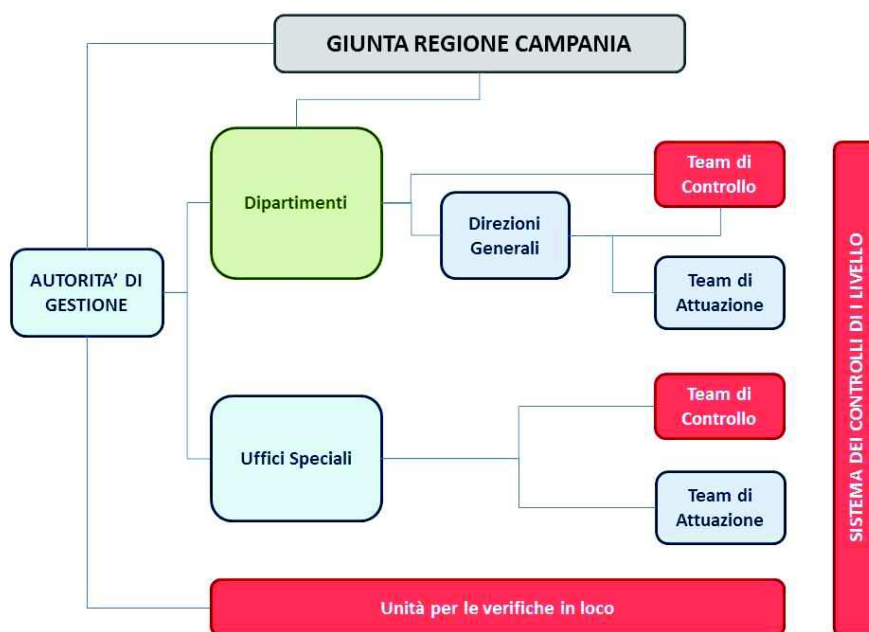 GIUNTA REGIONE CAMPANIA
Dipartimenti
Team di
Controllo
Direzioni
Generali
AUTORITA’ DI
GESTIONE
Team di
Attuazione
Team di
Controllo
Uffici Speciali
Team di
Attuazione
Unità per le verifiche in loco
SISTEMA DEI CONTROLLI DI I LIVELLO